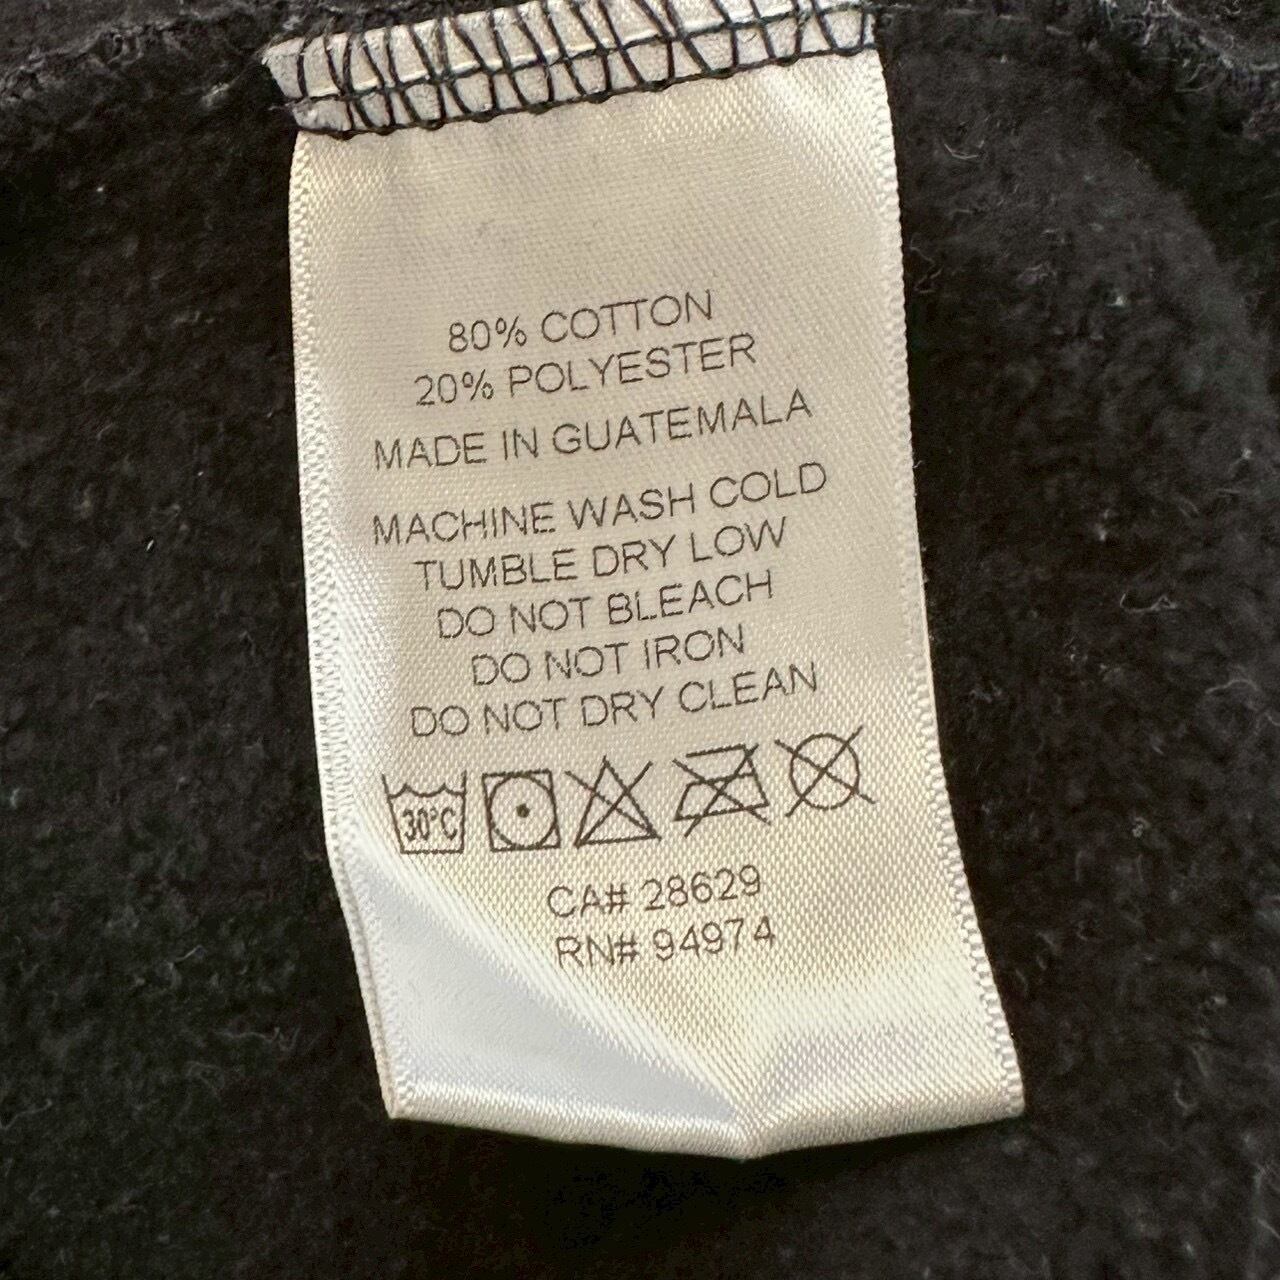 80% COTTON
20% POLYESTER
MADE IN GUATEMALA
MACHINE WASH COLD
TUMBLE DRY LOW
DO NOT BLEACH
DO NOT IRON
DO NOT DRY CLEAN
30°C
CA# 28629
RN# 94974